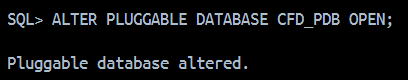 SQL> ALTER PLUGGABLE DATABASE CFD_PDB OPEN;
Pluggable database altered.